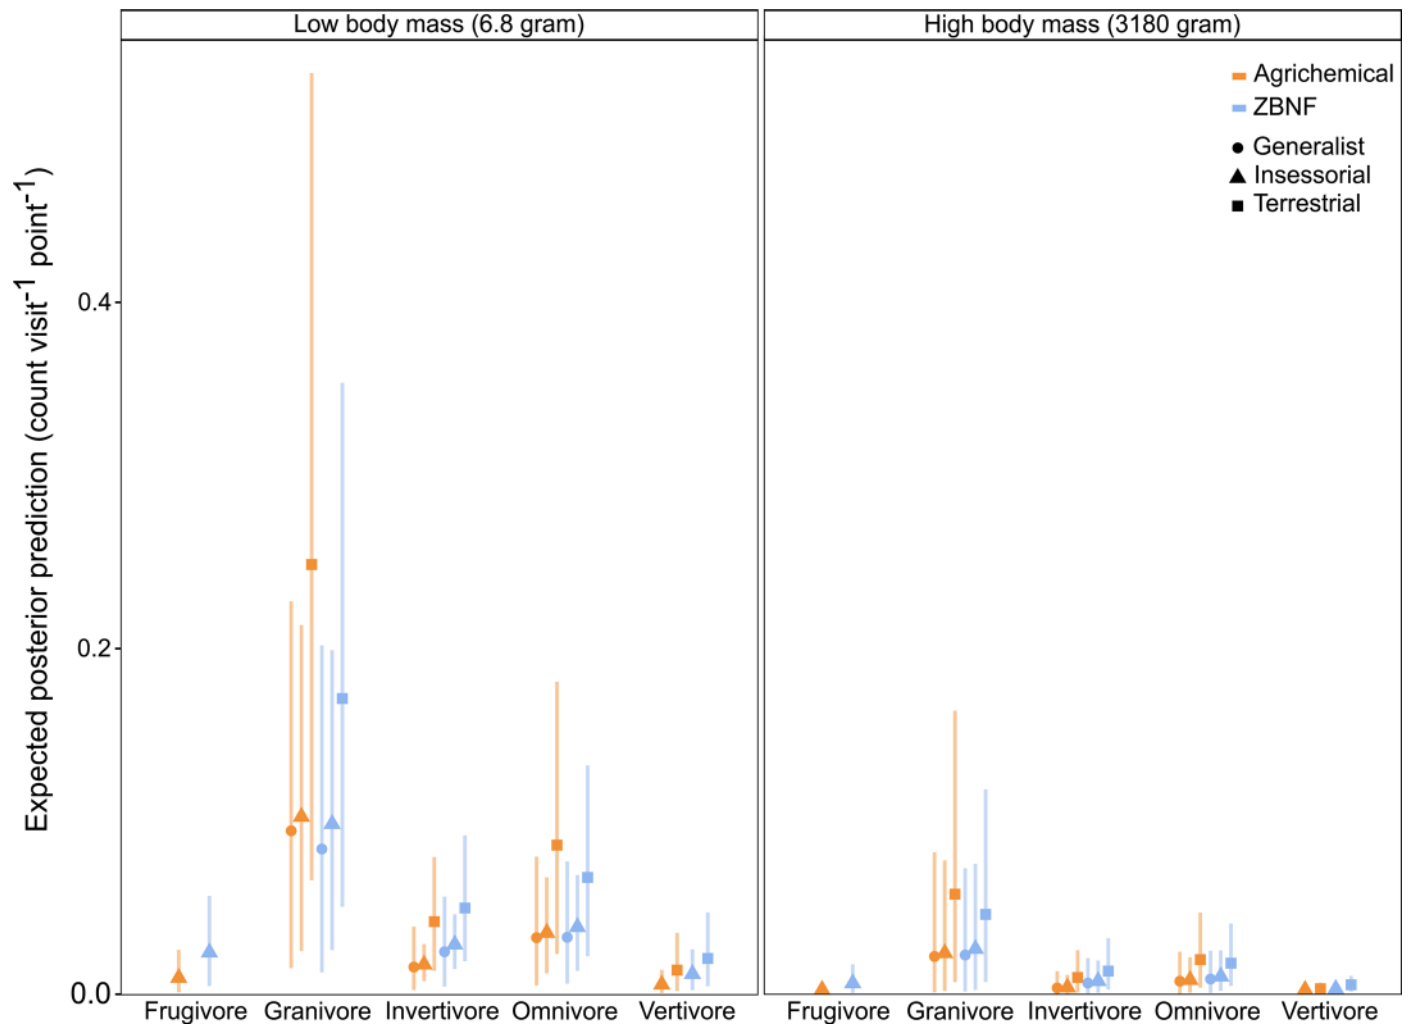 Low body mass (6.8 gram)
High body mass (3180 gram)
Agrichemical
ZBNF
Generalist
Insessorial
Terrestrial
Expected posterior prediction (count visit⁻¹ point⁻¹)
0.4
0.2
0.0
Frugivore Granivore Invertivore Omnivore Vertivore
Frugivore Granivore Invertivore Omnivore Vertivore